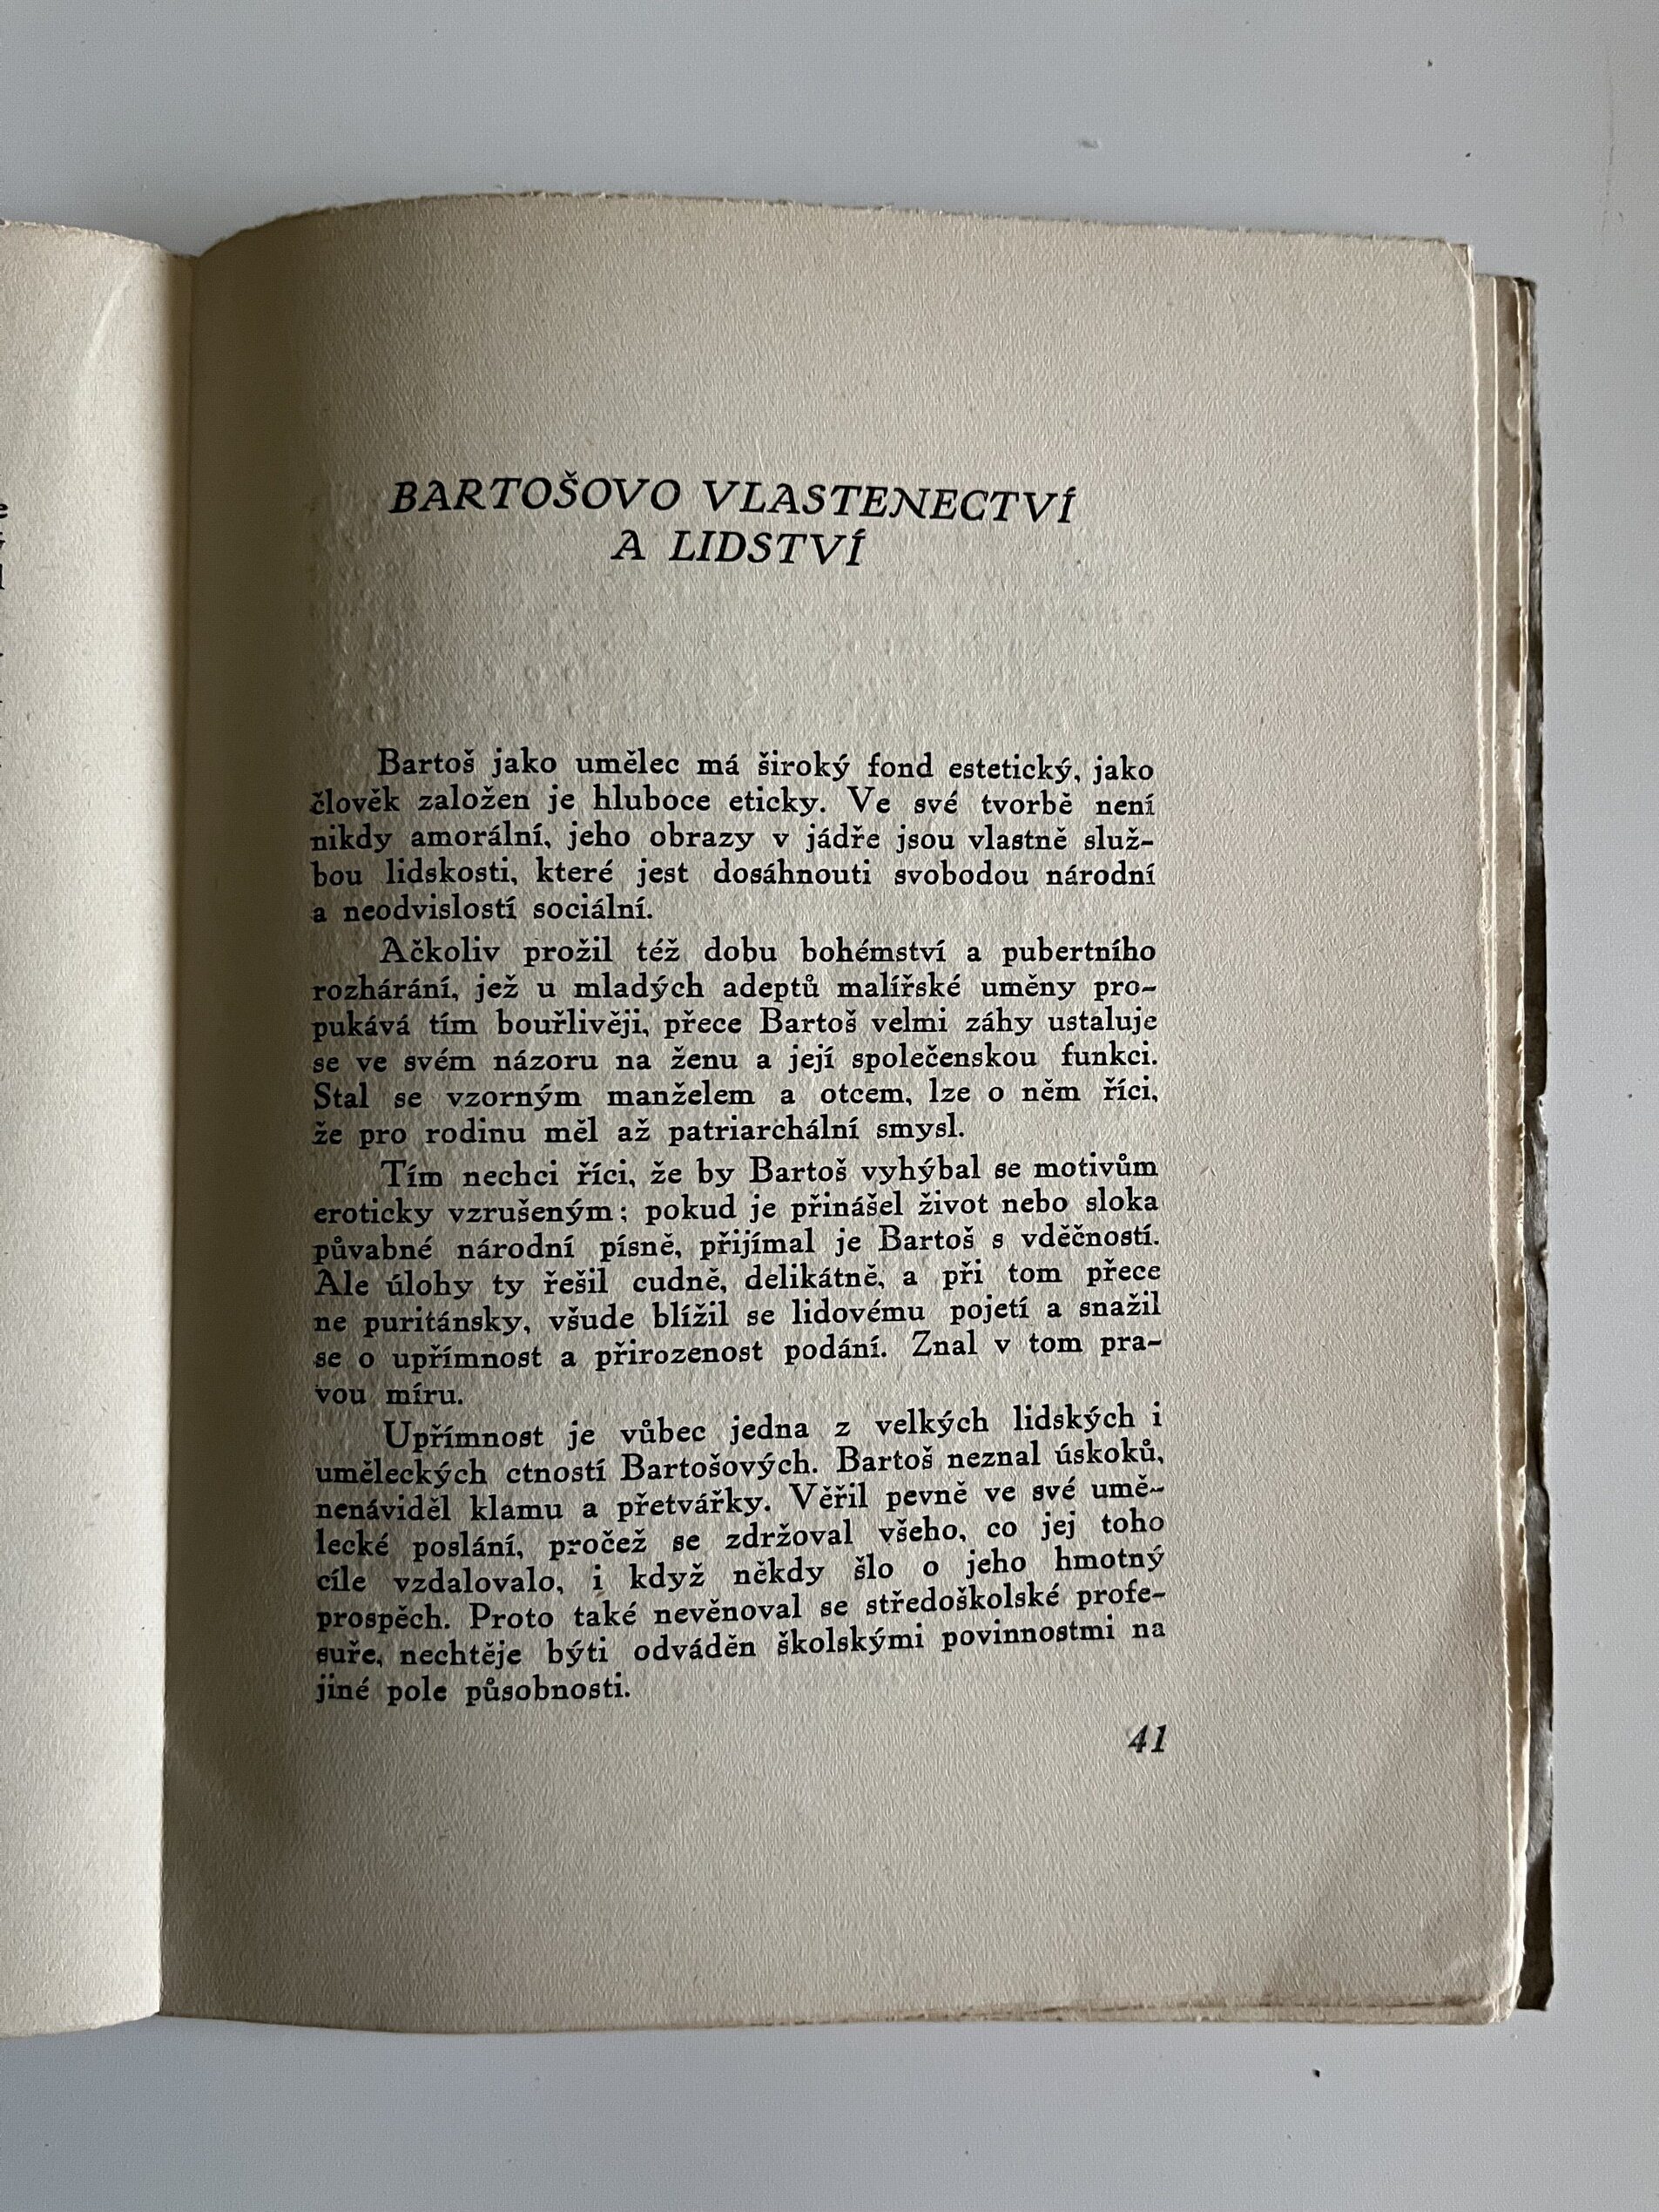 BARTOŠOVO VLASTENECTVÍ
A LIDSTVÍ
Bartoš jako umělec má široký fond estetický, jako
člověk založen je hluboce eticky. Ve své tvorbě není
nikdy amorální, jeho obrazy v jádře jsou vlastně služ-
bou lidskosti, které jest dosáhnouti svobodou národní
a neodvislostí sociální.
Ačkoliv prožil též dobu bohémství a pubertního
rozhárání, jež u mladých adeptů malířské uměny pro-
pukává tím bouřlivěji, přece Bartoš velmi záhy ustaluje
se ve svém názoru na ženu a její společenskou funkci.
Stal se vzorným manželem a otcem, lze o něm říci,
že pro rodinu měl až patriarchální smysl.
Tím nechci říci, že by Bartoš vyhýbal se motivům
eroticky vzrušeným; pokud je přinášel život nebo sloka
půvabné národní písně, přijímal je Bartoš s vděčností.
Ale úlohy ty řešil cudně, delikátně, a při tom přece
ne puritánsky, všude blížil se lidovému pojetí a snažil
se o upřímnost a přirozenost podání. Znal v tom pra-
vou míru.
Upřímnost je vůbec jedna z velkých lidských i
uměleckých ctností Bartošových. Bartoš neznal úskoků,
nenáviděl klamu a přetvářky. Věřil pevně ve své umě-
lecké poslání, pročež se zdržoval všeho, co jej toho
cíle vzdalovalo, i když někdy šlo o jeho hmotný
prospěch. Proto také nevěnoval se středoškolské profe-
suře, nechtěje býti odváděn školskými povinnostmi na
jiné pole působnosti.
41